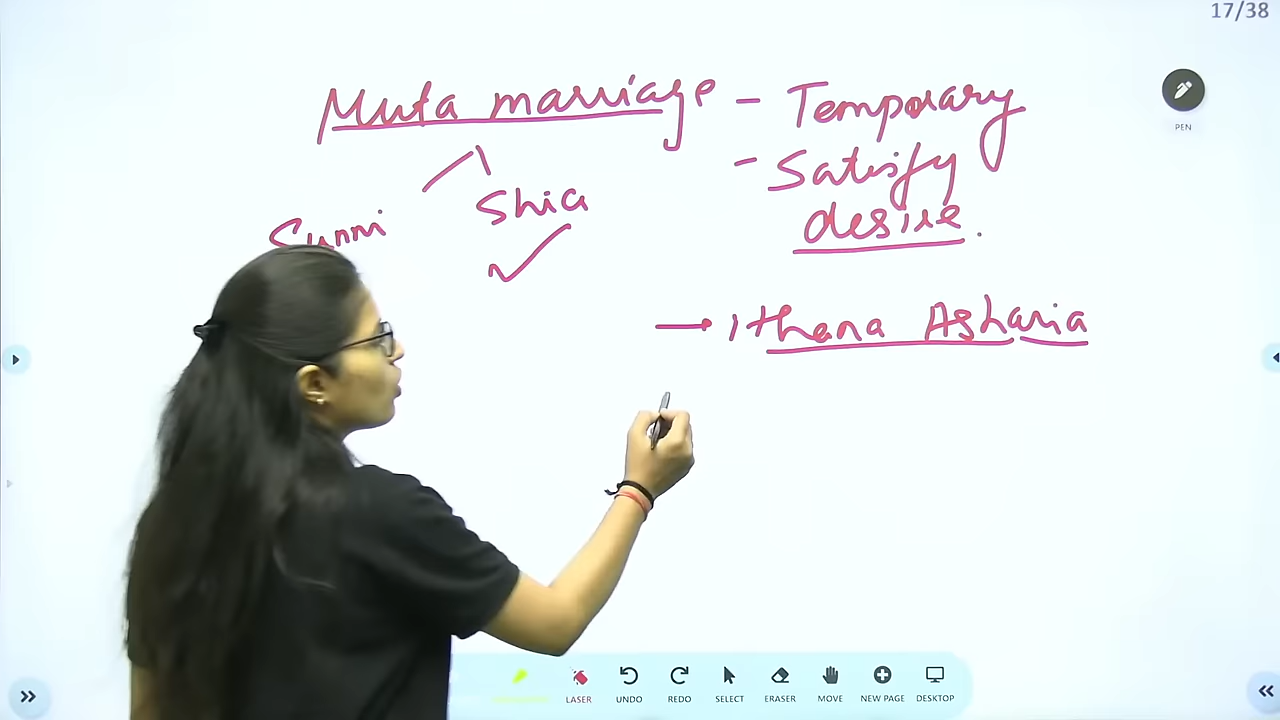 17/38
Muta marriage - Temporary
- Satisfy
desire.
Sunni Shia
→ Ithana Asharia
PEN
LASER UNDO REDO SELECT ERASER MOVE NEW PAGE DESKTOP